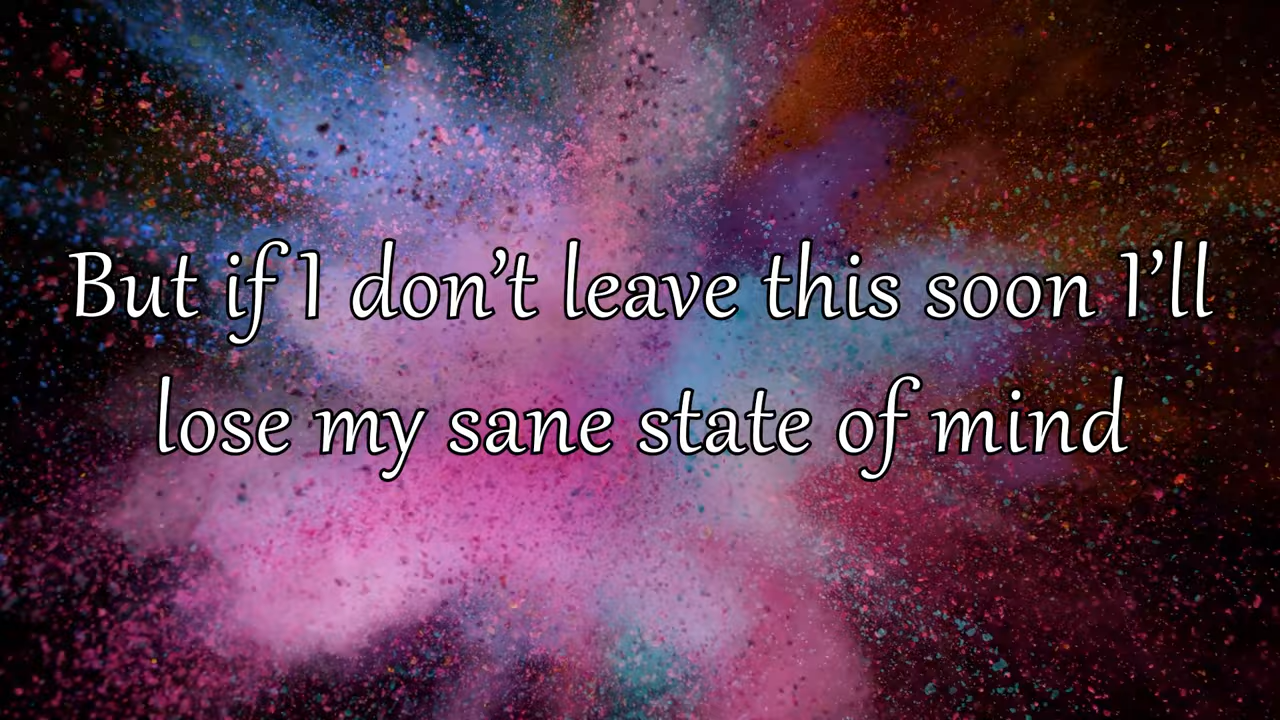 But if I don’t leave this soon I’ll
lose my sane state of mind